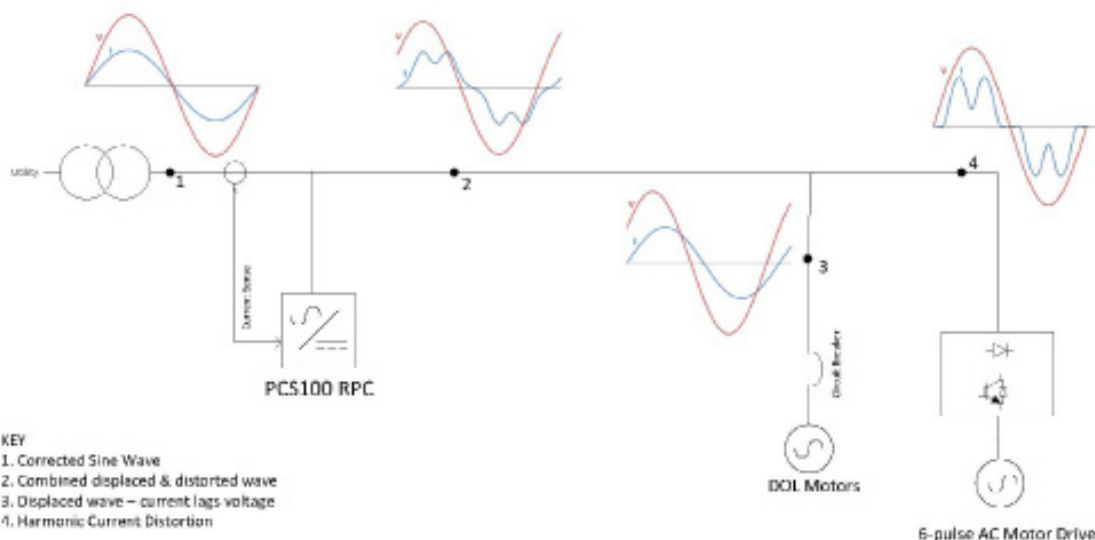 V
I
V
I
V
I
4
Utility
1
2
V
I
3
Current Sense
Circuit Breaker
PCS100 RPC
KEY
1. Corrected Sine Wave
2. Combined displaced & distorted wave
3. Displaced wave – current lags voltage
4. Harmonic Current Distortion
DOL Motors
6-pulse AC Motor Drive